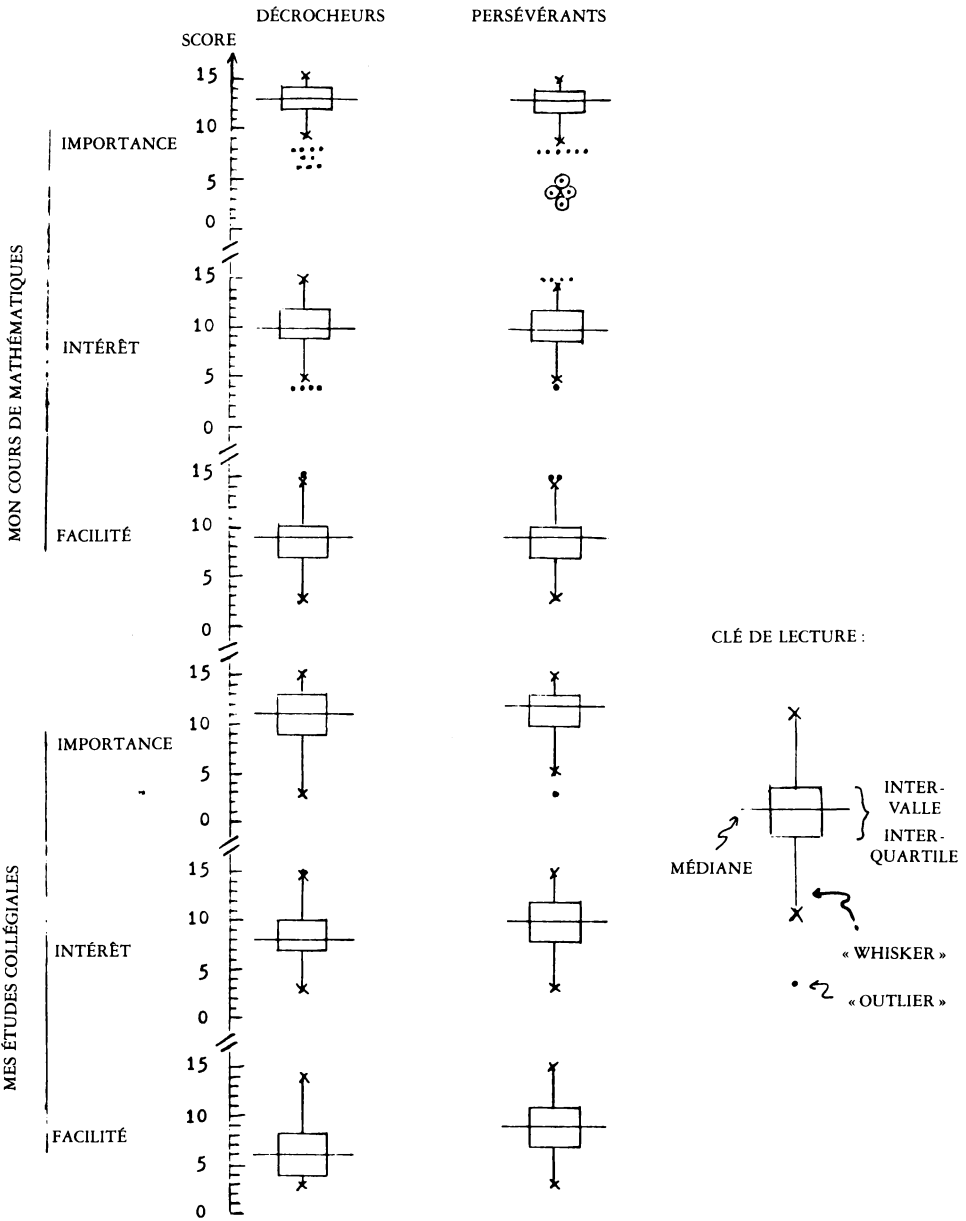 DÉCROCHEURS
PERSÉVÉRANTS
SCORE
MON COURS DE MATHÉMATIQUES
IMPORTANCE
15
10
5
0
INTÉRÊT
15
10
5
0
FACILITÉ
15
10
5
0
MES ÉTUDES COLLÉGIALES
IMPORTANCE
15
10
5
0
INTÉRÊT
15
10
5
0
FACILITÉ
15
10
5
0
CLÉ DE LECTURE :
INTER-
VALLE
INTER-
QUARTILE
MÉDIANE
« WHISKER »
« OUTLIER »